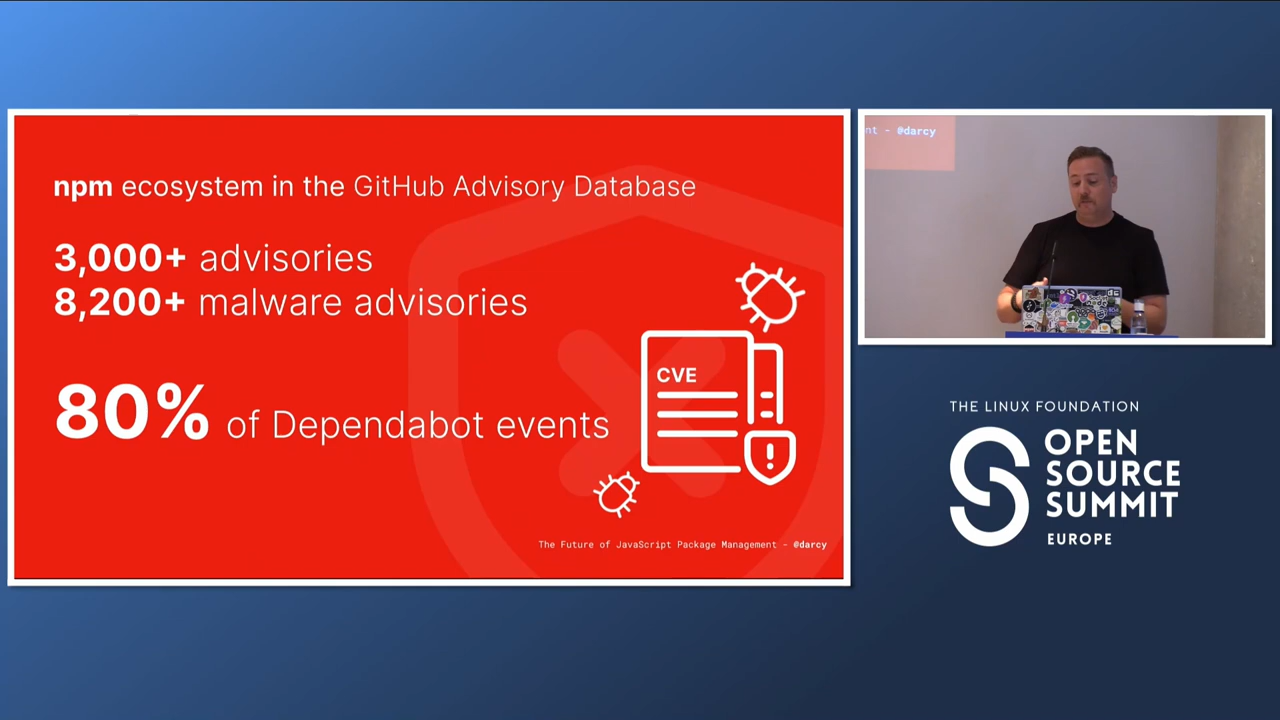 npm ecosystem in the GitHub Advisory Database
3,000+ advisories
8,200+ malware advisories
80% of Dependabot events
CVE
The Future of JavaScript Package Management - @darcy
nt - @darcy
THE LINUX FOUNDATION
OPEN
SOURCE
SUMMIT
EUROPE